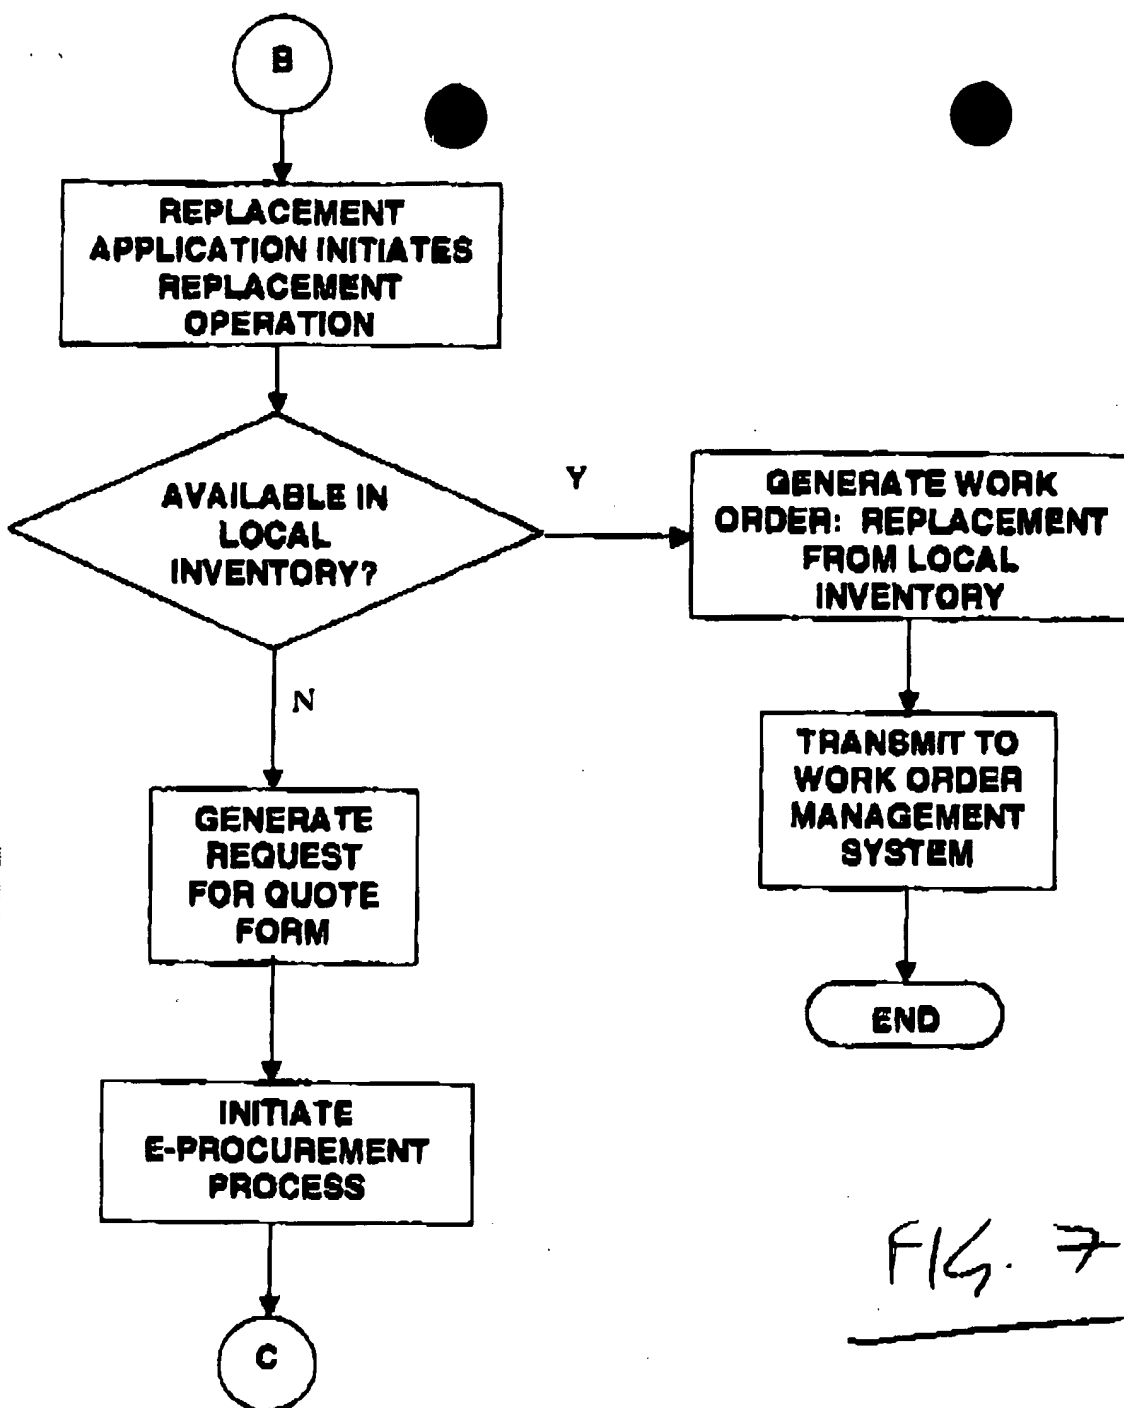 B
REPLACEMENT
APPLICATION INITIATES
REPLACEMENT
OPERATION
AVAILABLE IN
LOCAL
INVENTORY?
Y
GENERATE WORK
ORDER: REPLACEMENT
FROM LOCAL
INVENTORY
N
TRANSMIT TO
WORK ORDER
MANAGEMENT
SYSTEM
GENERATE
REQUEST
FOR QUOTE
FORM
END
INITIATE
E-PROCUREMENT
PROCESS
C
FIG. 7